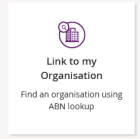 Link to my
Organisation
Find an organisation using
ABN lookup